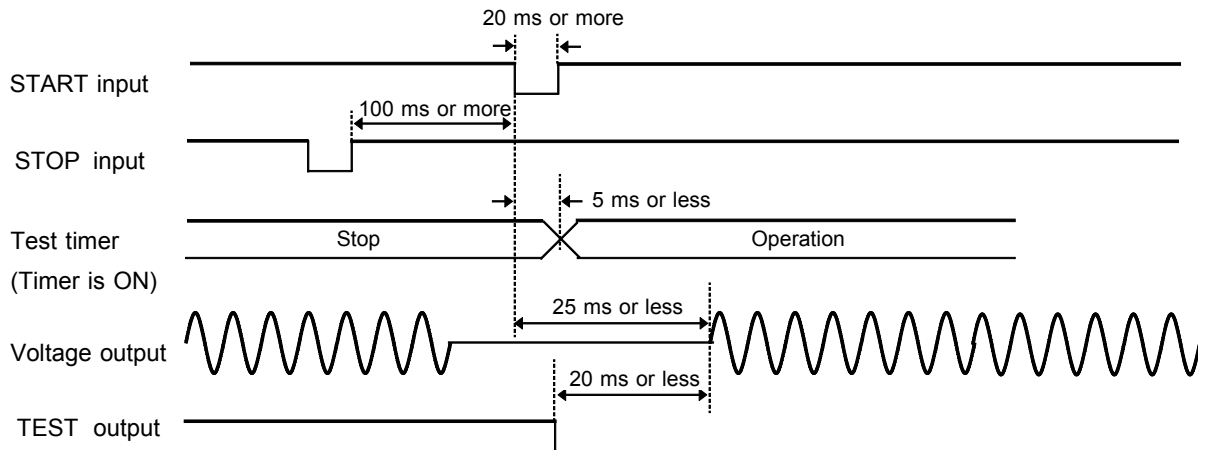 20 ms or more
START input
100 ms or more
STOP input
5 ms or less
Test timer
(Timer is ON)
Stop
Operation
25 ms or less
Voltage output
20 ms or less
TEST output